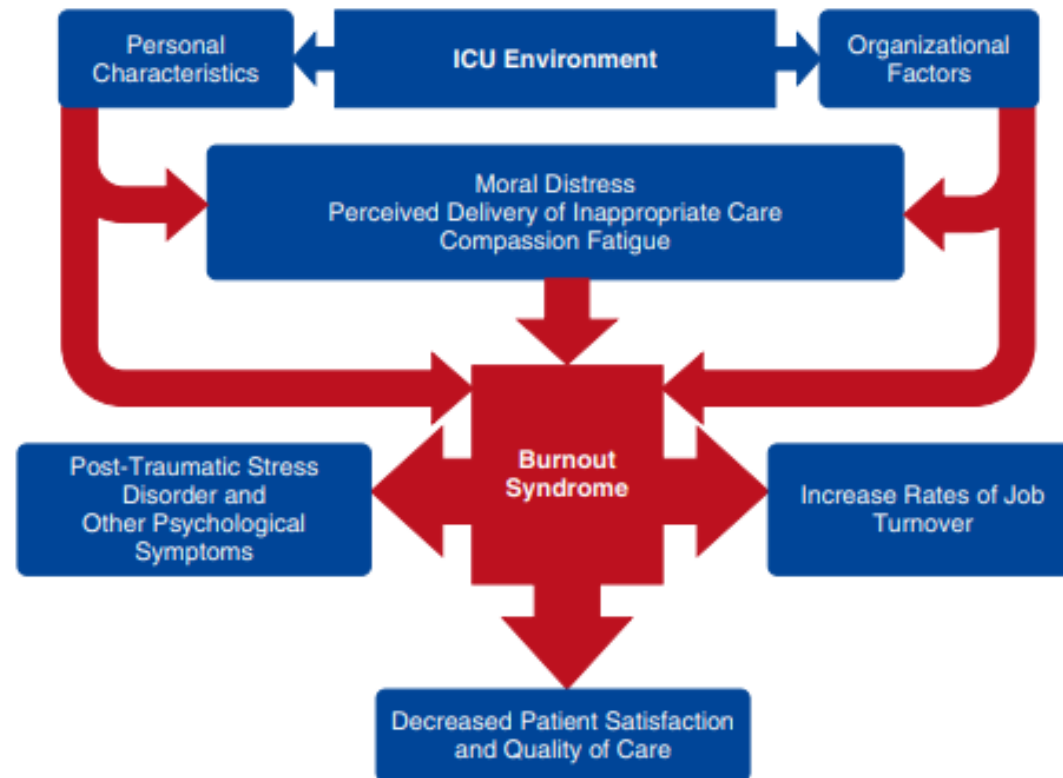 Personal
Characteristics
ICU Environment
Organizational
Factors
Moral Distress
Perceived Delivery of Inappropriate Care
Compassion Fatigue
Burnout
Syndrome
Post-Traumatic Stress
Disorder and
Other Psychological
Symptoms
Increase Rates of Job
Turnover
Decreased Patient Satisfaction
and Quality of Care